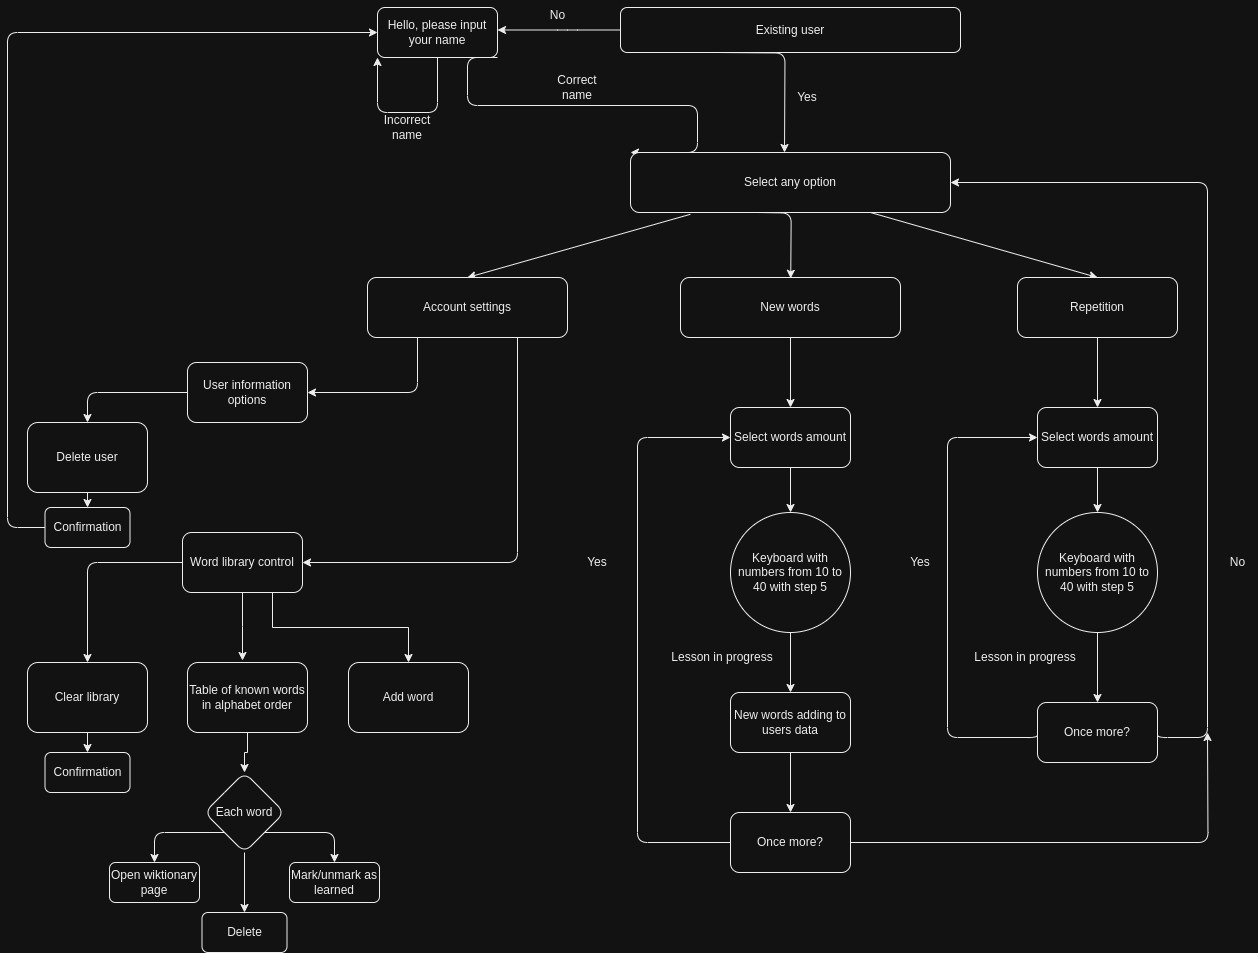 Hello, please input
your name
No
Existing user
Correct
name
Yes
Incorrect
name
Select any option
Account settings
New words
Repetition
User information
options
Delete user
Confirmation
Select words amount
Select words amount
Word library control
Yes
Keyboard with
numbers from 10 to
40 with step 5
Yes
Keyboard with
numbers from 10 to
40 with step 5
No
Lesson in progress
Lesson in progress
Clear library
Table of known words
in alphabet order
Add word
New words adding to
users data
Once more?
Confirmation
Each word
Once more?
Open wiktionary
page
Mark/unmark as
learned
Delete